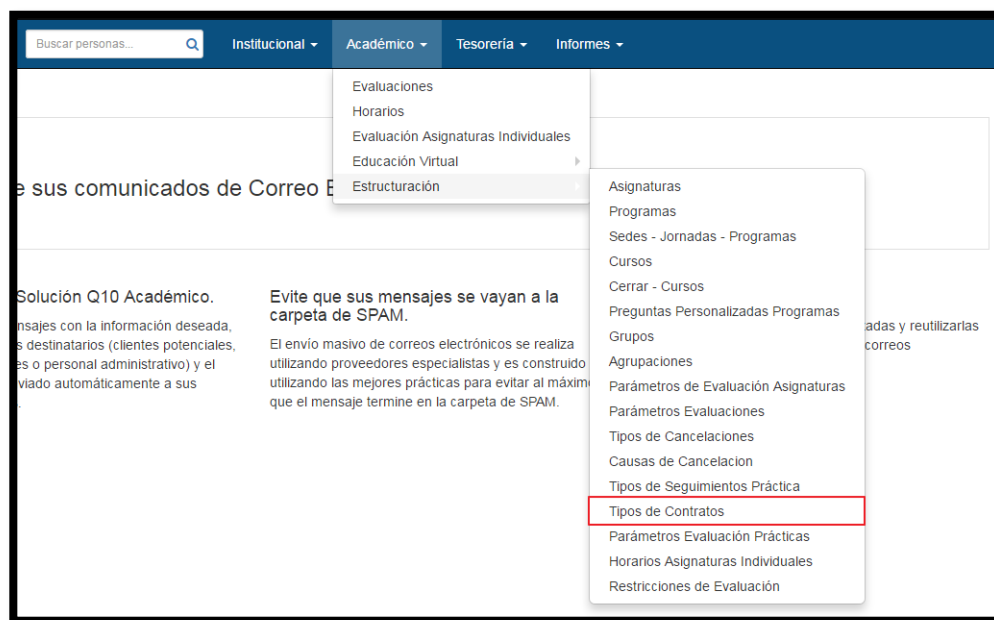 Buscar personas...
Institucional
Académico
Tesorería
Informes
Evaluaciones
Horarios
Evaluación Asignaturas Individuales
Educación Virtual
Estructuración
Asignaturas
Programas
Sedes - Jornadas - Programas
Cursos
Cerrar - Cursos
Preguntas Personalizadas Programas
Grupos
Agrupaciones
Parámetros de Evaluación Asignaturas
Parámetros Evaluaciones
Tipos de Cancelaciones
Causas de Cancelacion
Tipos de Seguimientos Práctica
Tipos de Contratos
Parámetros Evaluación Prácticas
Horarios Asignaturas Individuales
Restricciones de Evaluación
e sus comunicados de Correo
Solución Q10 Académico.
nsajes con la información deseada,
s destinatarios (clientes potenciales,
es o personal administrativo) y el
viado automáticamente a sus
Evite que sus mensajes se vayan a la
carpeta de SPAM.
El envío masivo de correos electrónicos se realiza
utilizando proveedores especialistas y es construido
utilizando las mejores prácticas para evitar al máximo
que el mensaje termine en la carpeta de SPAM.
adas y reutilizarlas
correos